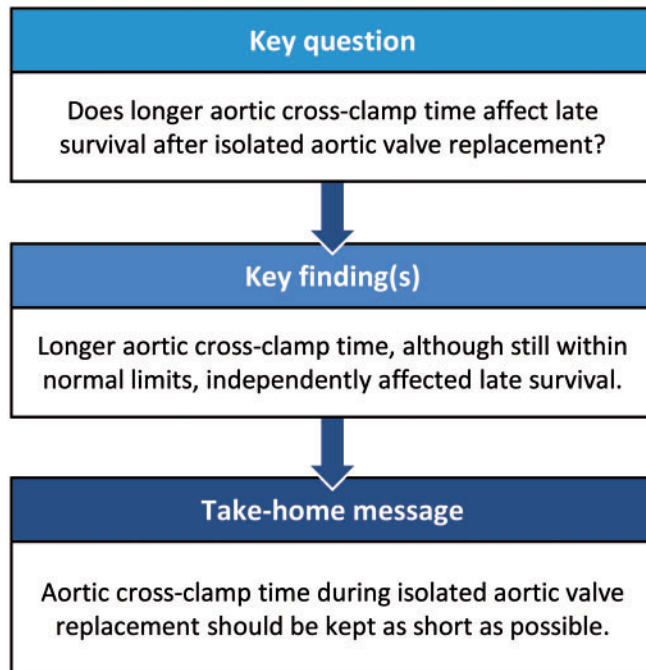 Key question
Does longer aortic cross-clamp time affect late
survival after isolated aortic valve replacement?
Key finding(s)
Longer aortic cross-clamp time, although still within
normal limits, independently affected late survival.
Take-home message
Aortic cross-clamp time during isolated aortic valve
replacement should be kept as short as possible.